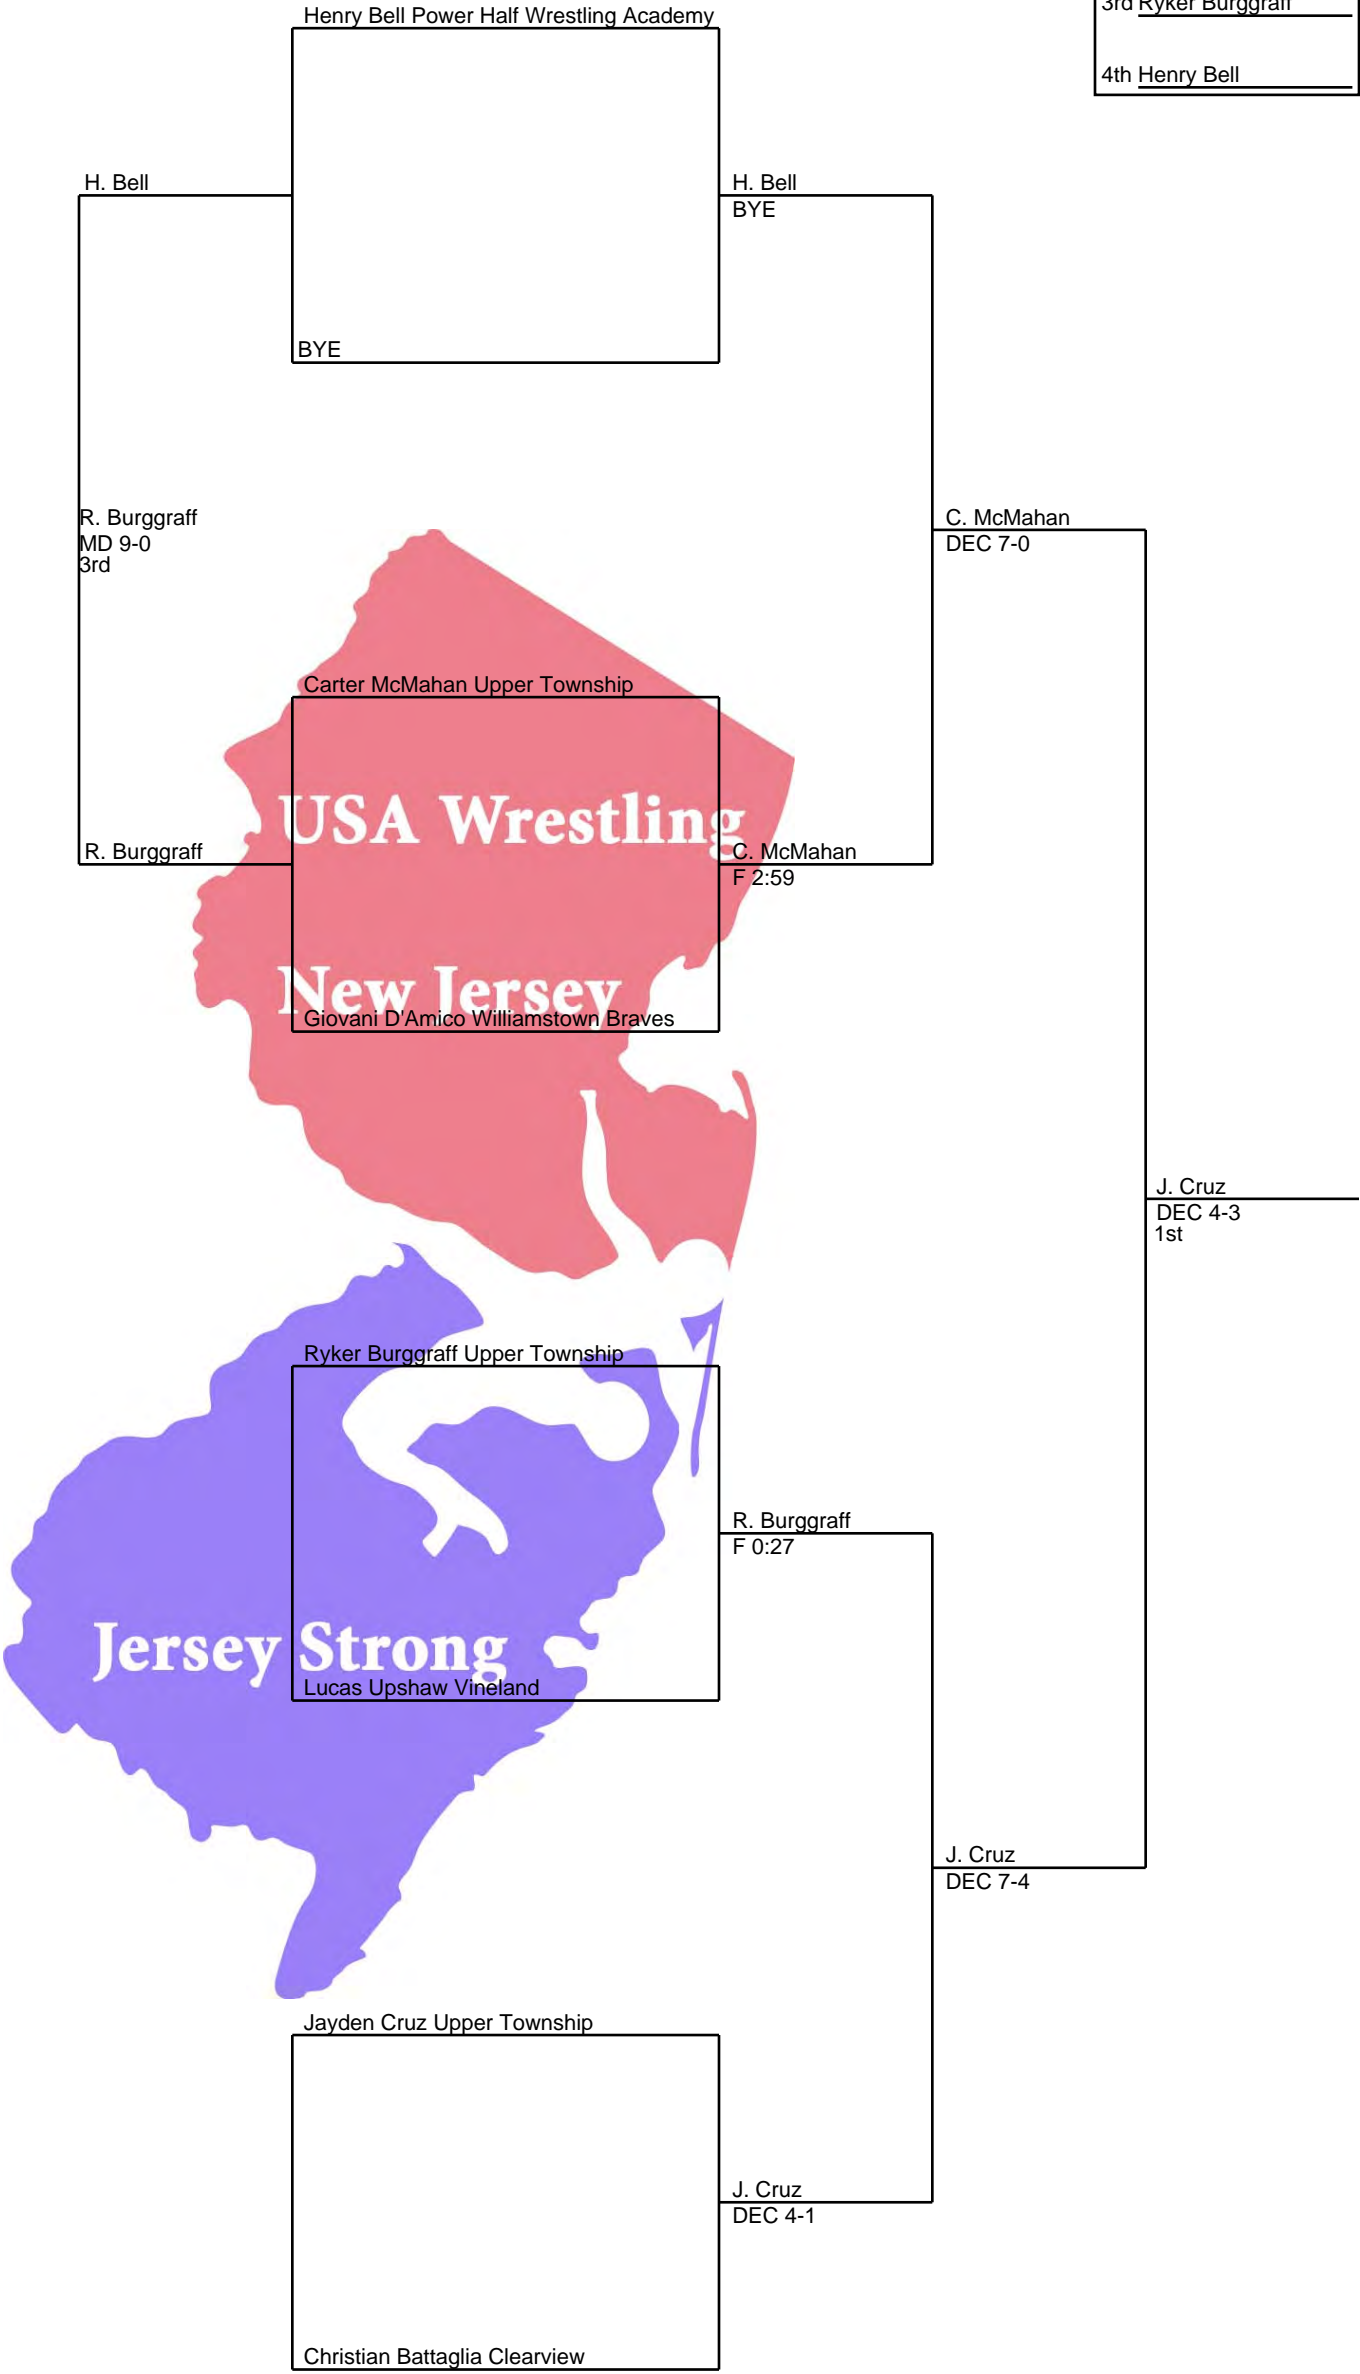 Henry Bell Power Half Wrestling Academy
3rd Ryker Burggraff
4th Henry Bell
H. Bell
H. Bell
BYE
BYE
R. Burggraff
MD 9-0
3rd
C. McMahan
DEC 7-0
Carter McMahan Upper Township
USA Wrestling
R. Burggraff
C. McMahan
F 2:59
New Jersey
Giovani D'Amico Williamstown Braves
J. Cruz
DEC 4-3
1st
Ryker Burggraff Upper Township
R. Burggraff
F 0:27
Jersey Strong
Lucas Upshaw Vineland
J. Cruz
DEC 7-4
Jayden Cruz Upper Township
J. Cruz
DEC 4-1
Christian Battaglia Clearview